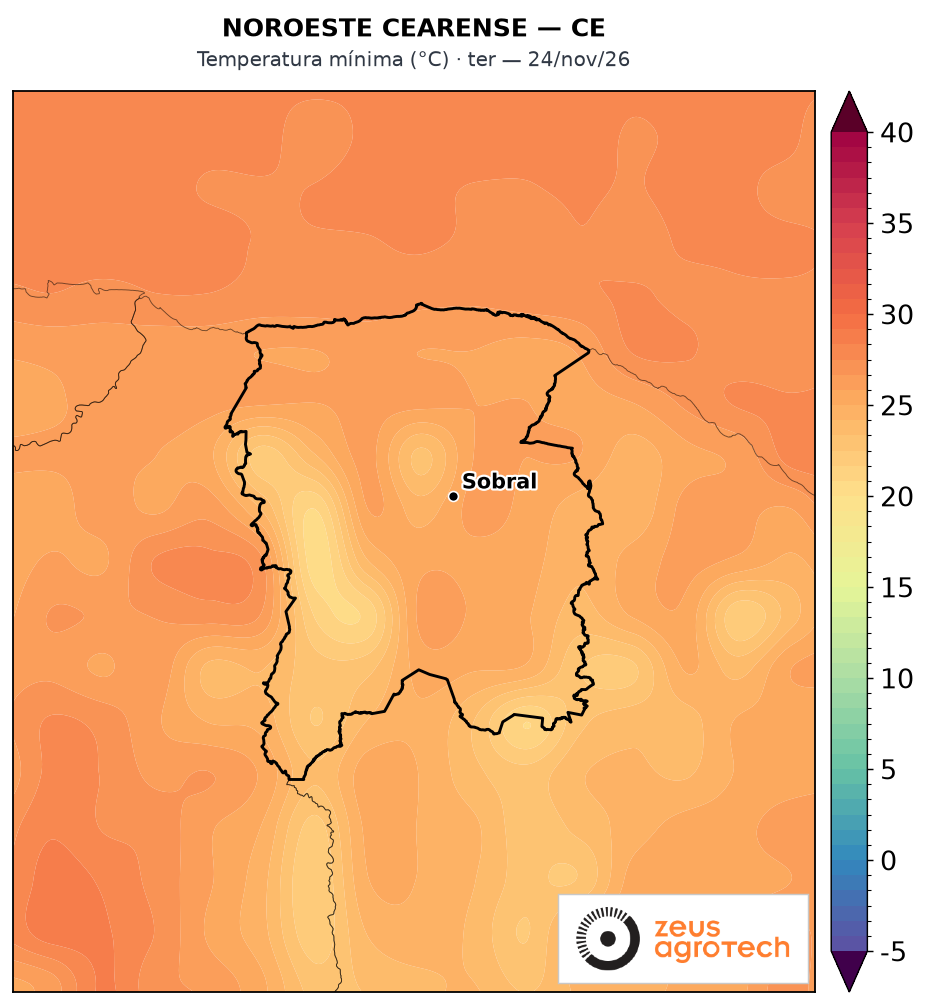 NOROESTE CEARENSE — CE
Temperatura mínima (°C) · ter — 24/nov/26
40
35
30
25
20
15
10
5
0
-5
Sobral
zeus
agrotech